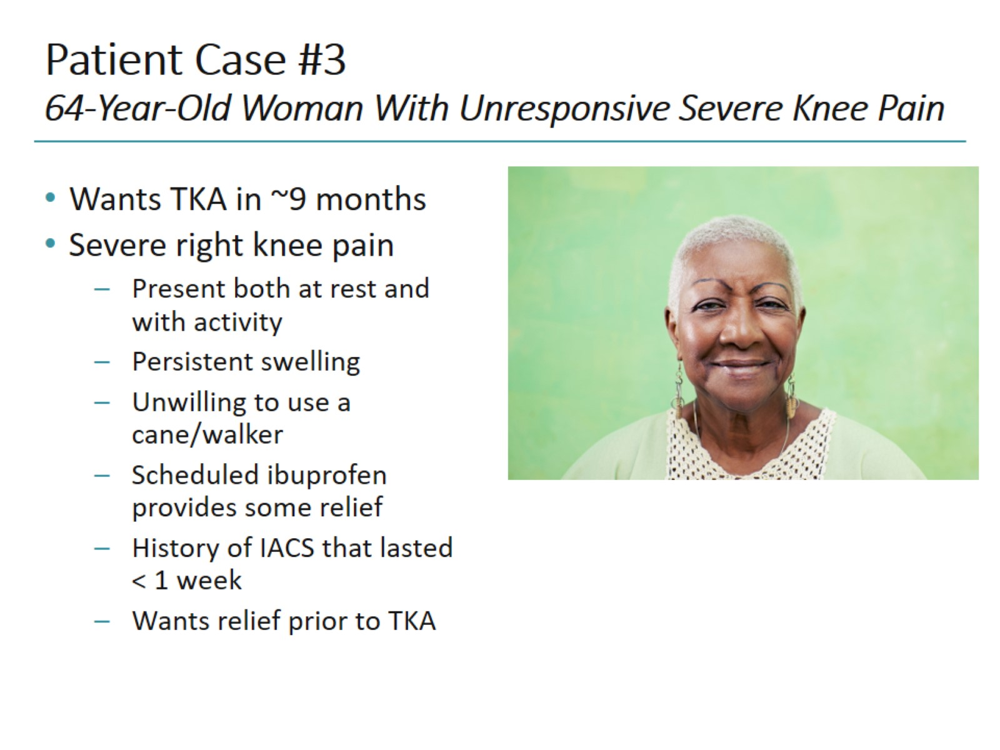 Patient Case #3
64-Year-Old Woman With Unresponsive Severe Knee Pain
• Wants TKA in ~9 months
• Severe right knee pain
– Present both at rest and
with activity
– Persistent swelling
– Unwilling to use a
cane/walker
– Scheduled ibuprofen
provides some relief
– History of IACS that lasted
< 1 week
– Wants relief prior to TKA